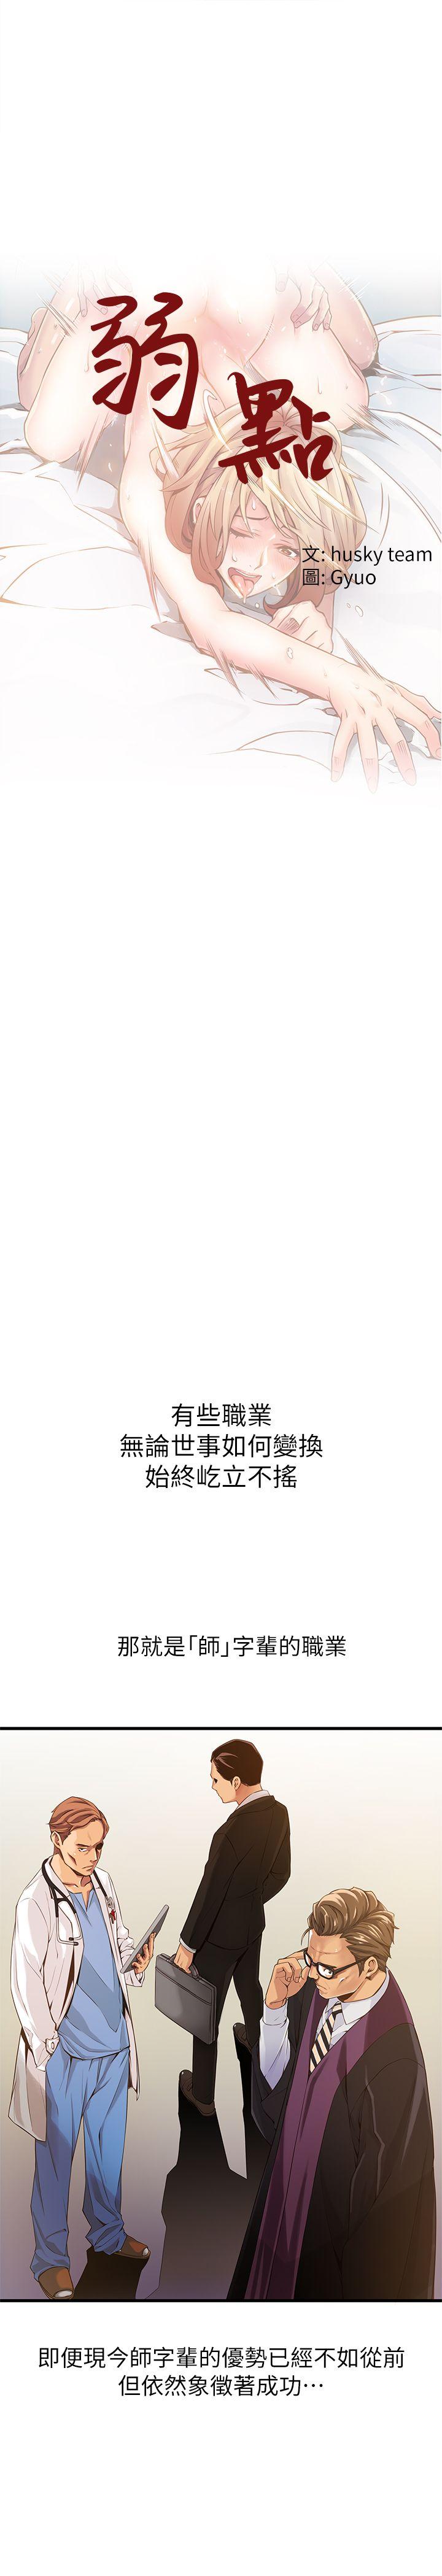 弱點
文: husky team
圖: Gyuo
有些職業
無論世事如何變換
始終屹立不搖
那就是「師」字輩的職業
即便現今師字輩的優勢已經不如從前
但依然象徵著成功…